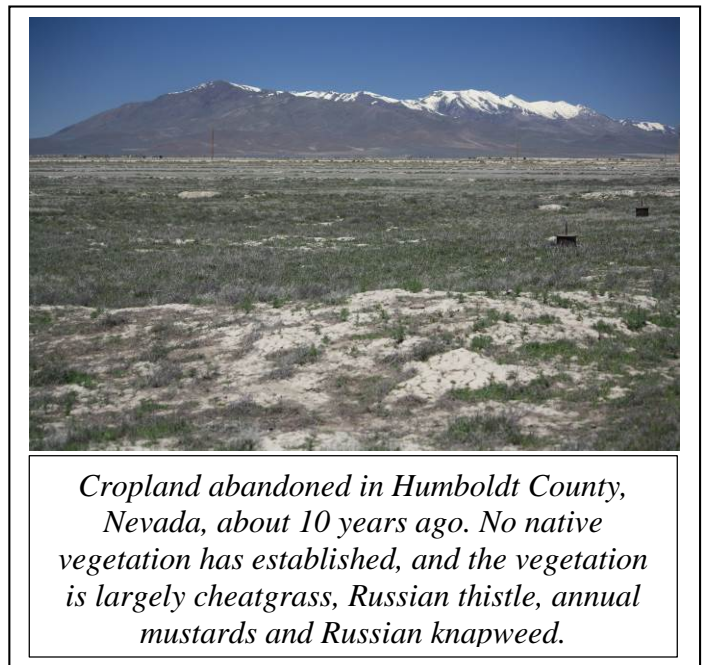 Cropland abandoned in Humboldt County,
Nevada, about 10 years ago. No native
vegetation has established, and the vegetation
is largely cheatgrass, Russian thistle, annual
mustards and Russian knapweed.